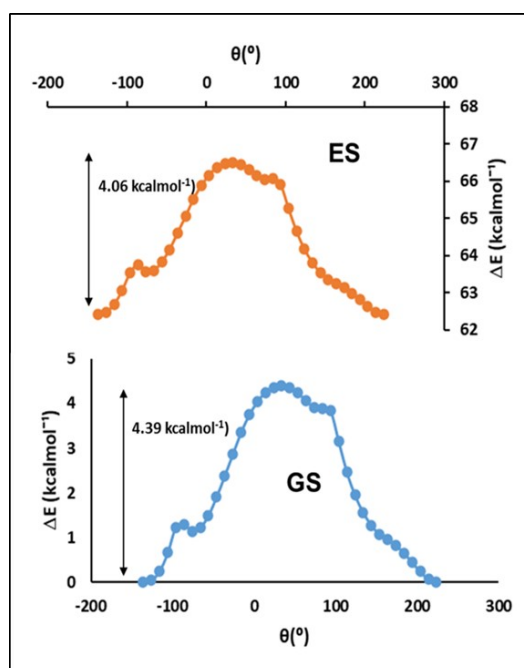 θ(º)
-200 -100 0 100 200 300
68
ES
67
4.06 kcalmol⁻¹)
66
65
64
63
62
ΔE (kcalmol⁻¹)
5
4
4.39 kcalmol⁻¹)
3
GS
2
1
0
ΔE (kcalmol⁻¹)
-200 -100 0 100 200 300
θ(º)